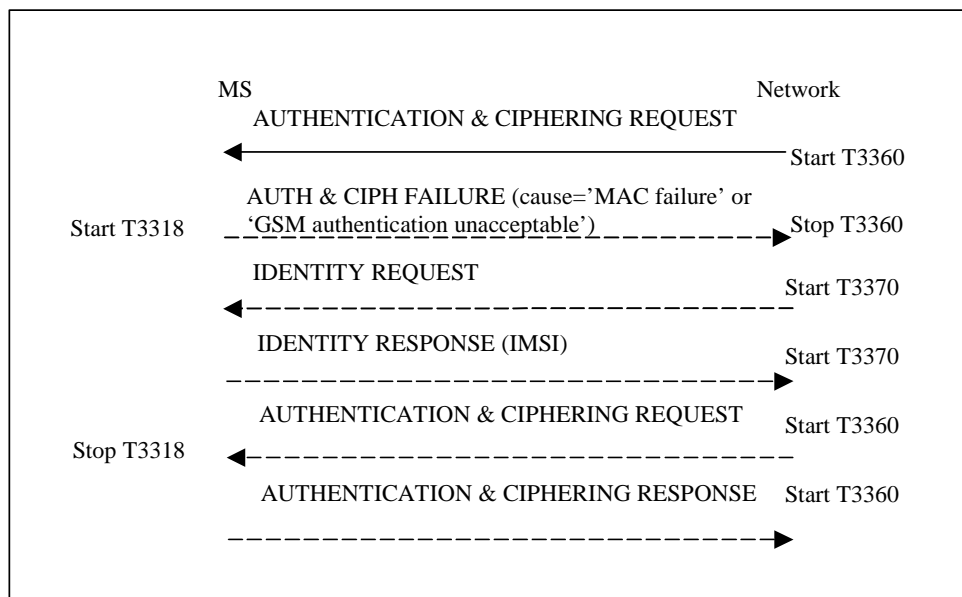 MS Network
AUTHENTICATION & CIPHERING REQUEST
Start T3360
AUTH & CIPH FAILURE (cause='MAC failure' or
'GSM authentication unacceptable')
Start T3318
Stop T3360
IDENTITY REQUEST
Start T3370
IDENTITY RESPONSE (IMSI)
Start T3370
AUTHENTICATION & CIPHERING REQUEST
Start T3360
Stop T3318
AUTHENTICATION & CIPHERING RESPONSE
Start T3360